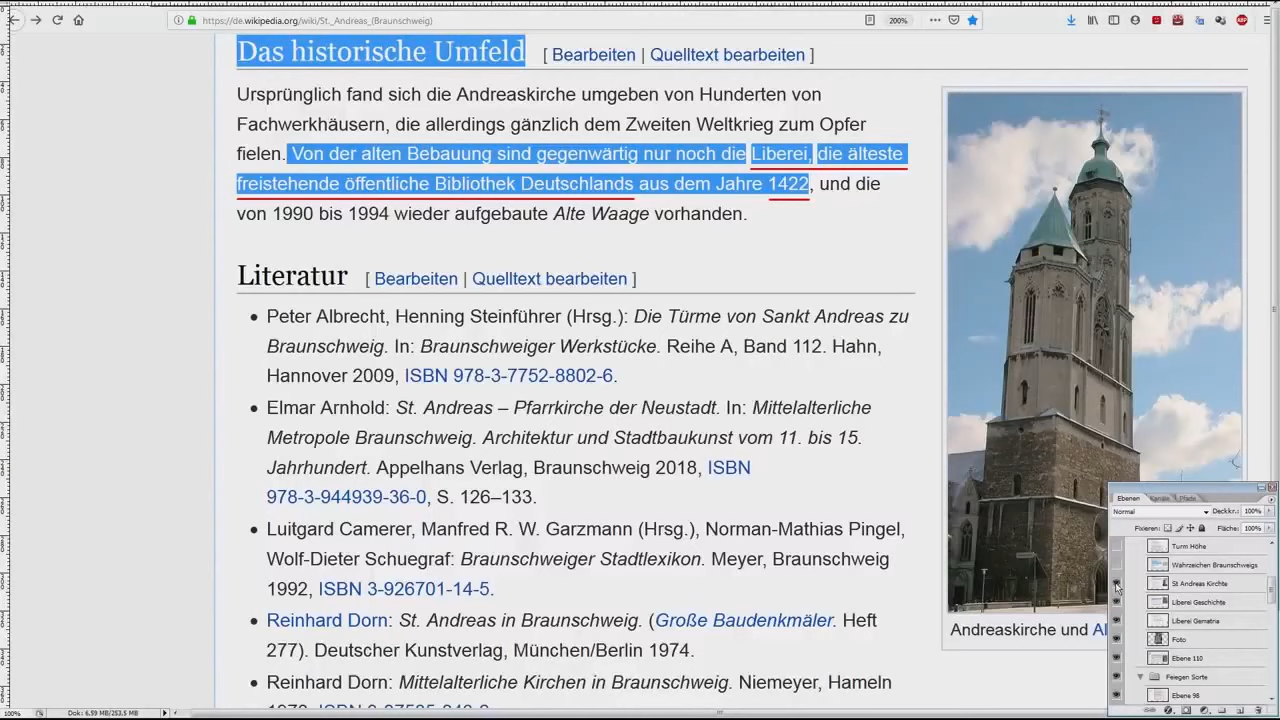 https://de.wikipedia.org/wiki/St._Andreas_(Braunschweig)
200%
Das historische Umfeld [ Bearbeiten | Quelltext bearbeiten ]
Ursprünglich fand sich die Andreaskirche umgeben von Hunderten von
Fachwerkhäusern, die allerdings gänzlich dem Zweiten Weltkrieg zum Opfer
fielen. Von der alten Bebauung sind gegenwärtig nur noch die Liberei, die älteste
freistehende öffentliche Bibliothek Deutschlands aus dem Jahre 1422, und die
von 1990 bis 1994 wieder aufgebaute Alte Waage vorhanden.
Literatur [ Bearbeiten | Quelltext bearbeiten ]
Peter Albrecht, Henning Steinführer (Hrsg.): Die Türme von Sankt Andreas zu
Braunschweig. In: Braunschweiger Werkstücke. Reihe A, Band 112. Hahn,
Hannover 2009, ISBN 978-3-7752-8802-6.
Elmar Arnhold: St. Andreas – Pfarrkirche der Neustadt. In: Mittelalterliche
Metropole Braunschweig. Architektur und Stadtbaukunst vom 11. bis 15.
Jahrhundert. Appelhans Verlag, Braunschweig 2018, ISBN
978-3-944939-36-0, S. 126–133.
Luitgard Camerer, Manfred R. W. Garzmann (Hrsg.), Norman-Mathias Pingel,
Wolf-Dieter Schuegraf: Braunschweiger Stadtlexikon. Meyer, Braunschweig
1992, ISBN 3-926701-14-5.
Reinhard Dorn: St. Andreas in Braunschweig. (Große Baudenkmäler. Heft
277). Deutscher Kunstverlag, München/Berlin 1974.
Reinhard Dorn: Mittelalterliche Kirchen in Braunschweig. Niemeyer, Hameln
Andreaskirche und
Ebenen Kanäle Pfade
Normal Deckkr.: 100%
Fixieren: Fläche: 100%
Turm Höhe
Wahrzeichen Braunschweigs
St Andreas Kirchte
Liberei Geschichte
Liberei Gematria
Foto
Ebene 110
Feiegen Sorte
Ebene 98
100% Dok: 6,59 MB/253,5 MB